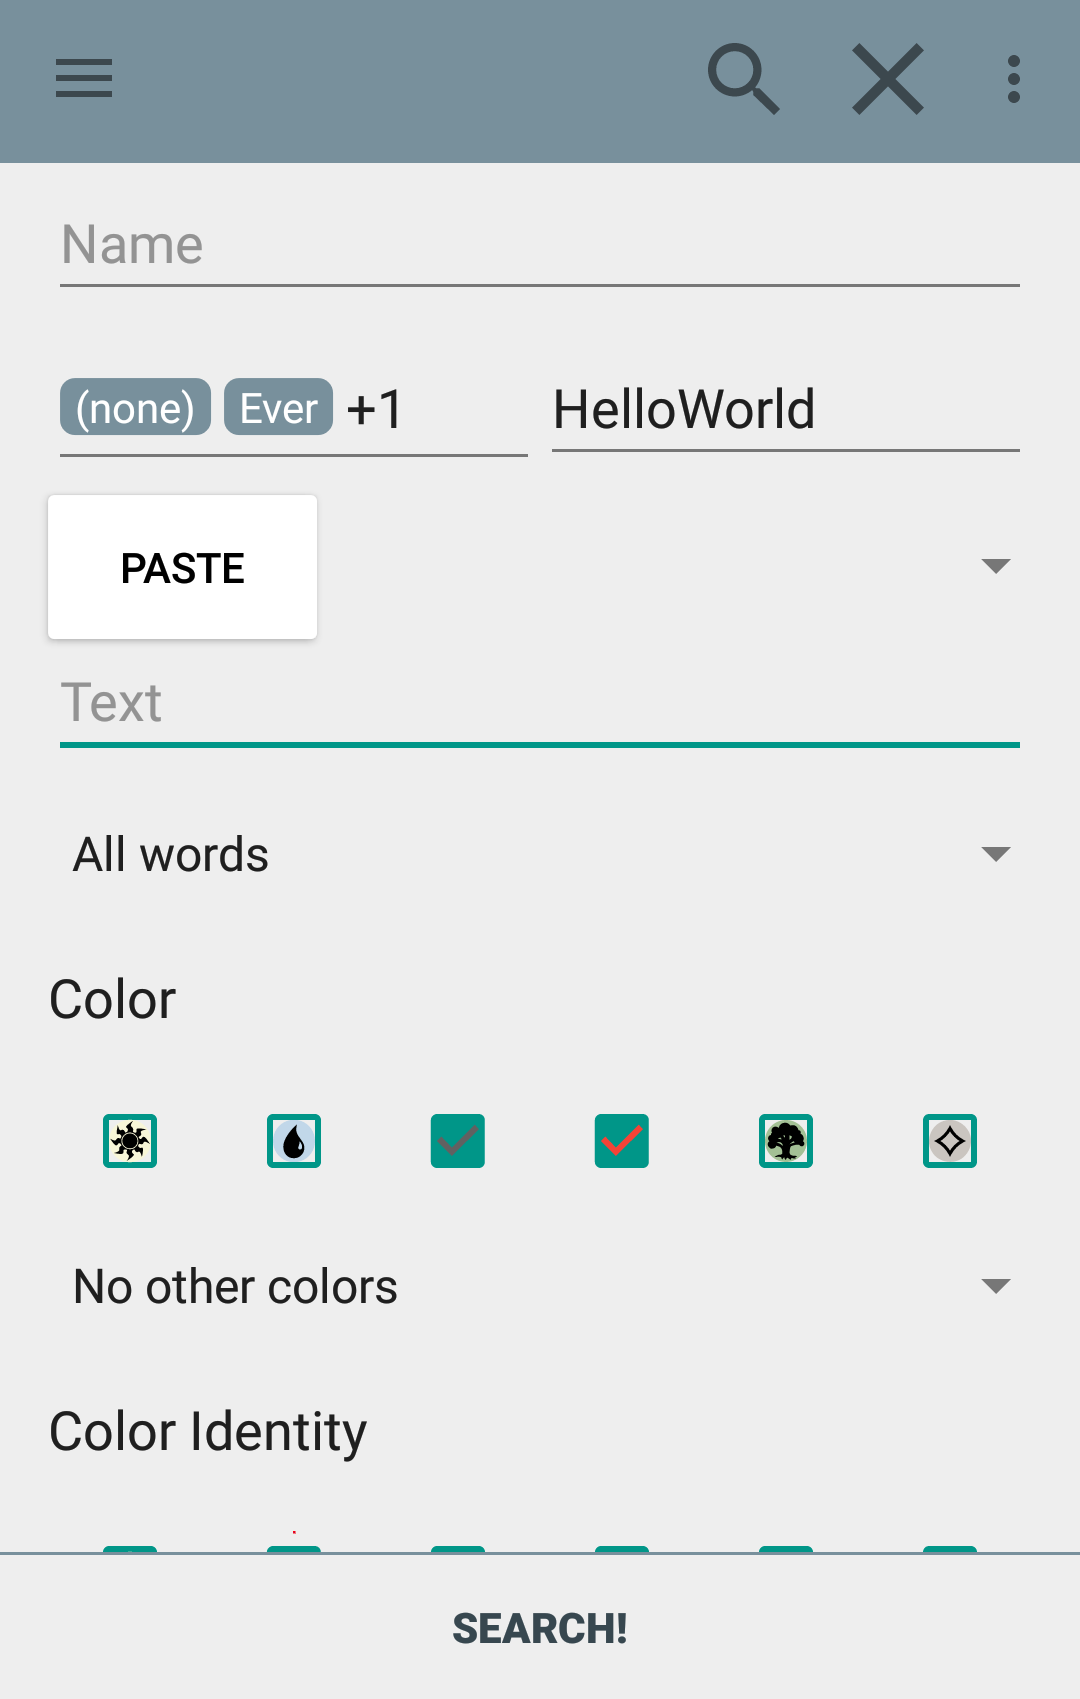 Name
(none) Ever +1 HelloWorld
PASTE
Text
All words
Color
No other colors
Color Identity
SEARCH!